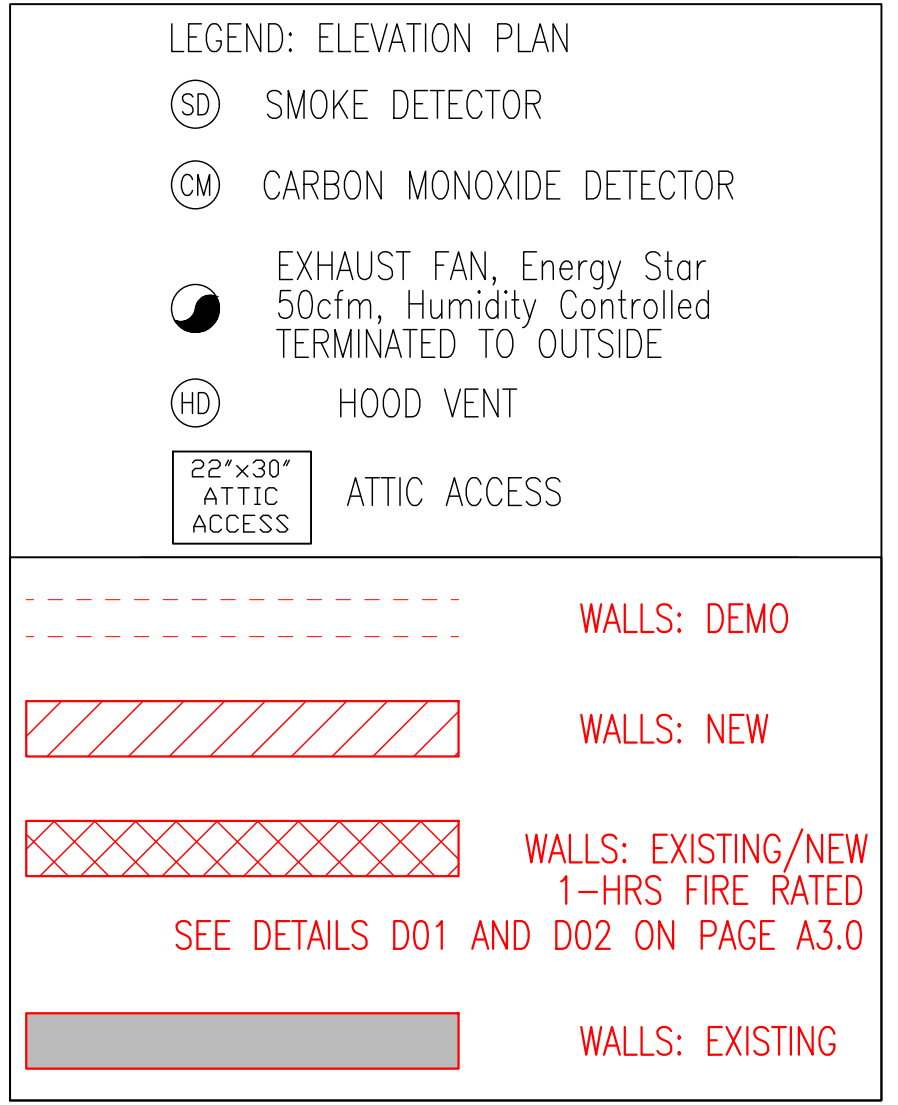 LEGEND: ELEVATION PLAN
SD SMOKE DETECTOR
CM CARBON MONOXIDE DETECTOR
EXHAUST FAN, Energy Star
50cfm, Humidity Controlled
TERMINATED TO OUTSIDE
HD HOOD VENT
22"x30"
ATTIC
ACCESS
ATTIC ACCESS
WALLS: DEMO
WALLS: NEW
WALLS: EXISTING/NEW
1-HRS FIRE RATED
SEE DETAILS D01 AND D02 ON PAGE A3.0
WALLS: EXISTING